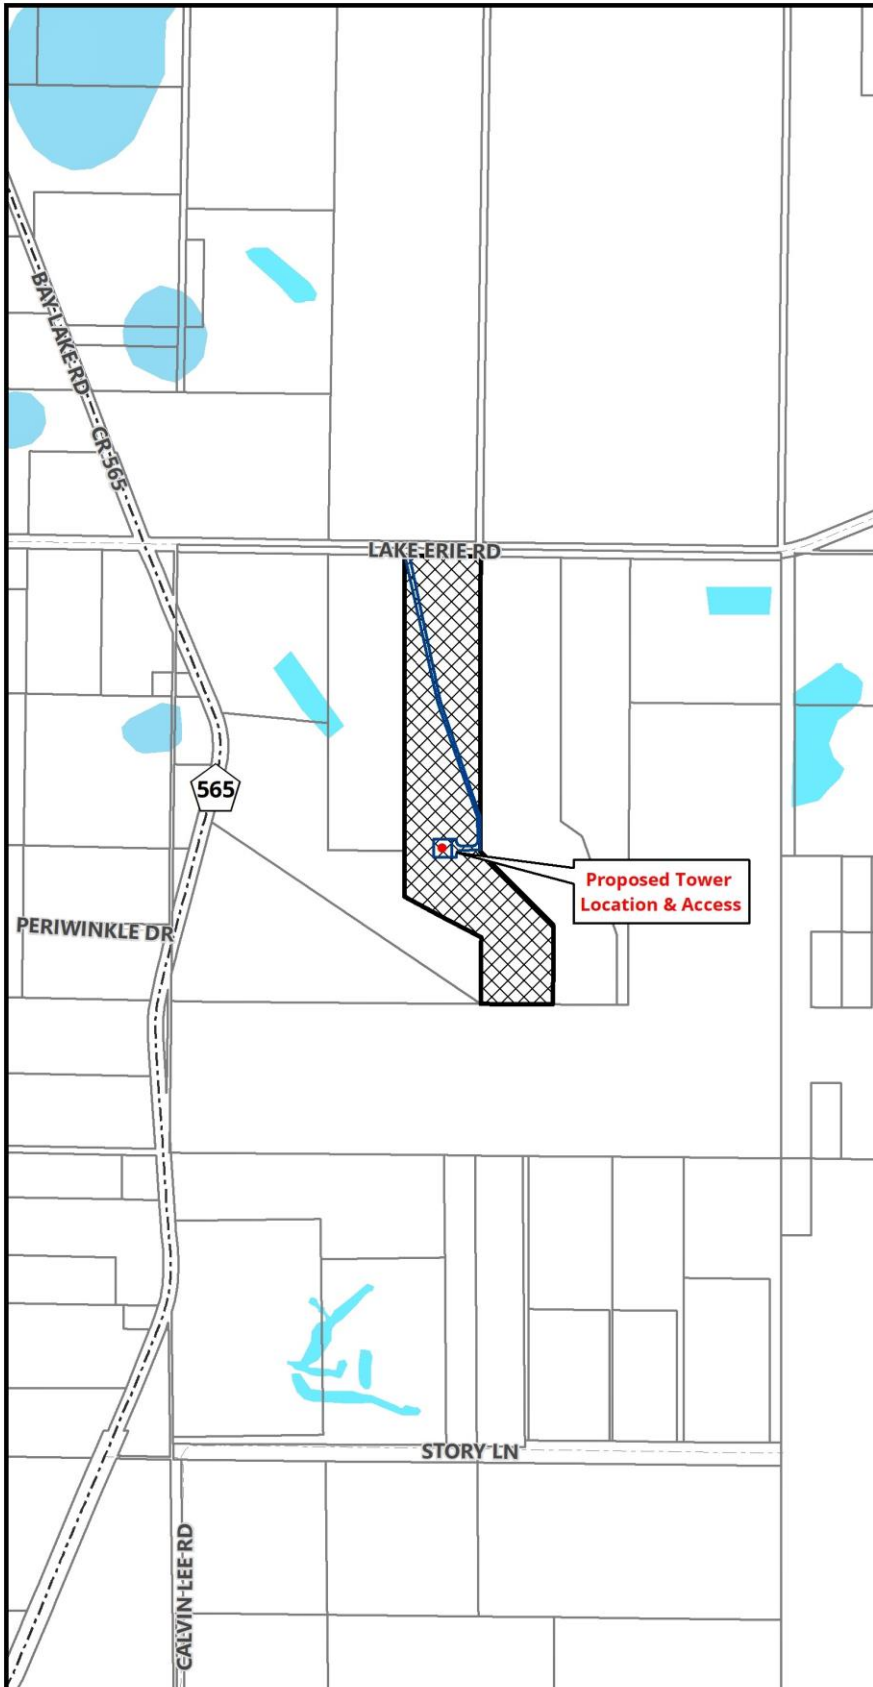 BAY LAKE RD
CR 565
LAKE ERIE RD
565
Proposed Tower
Location & Access
PERIWINKLE DR
STORY LN
CALVIN LEE RD